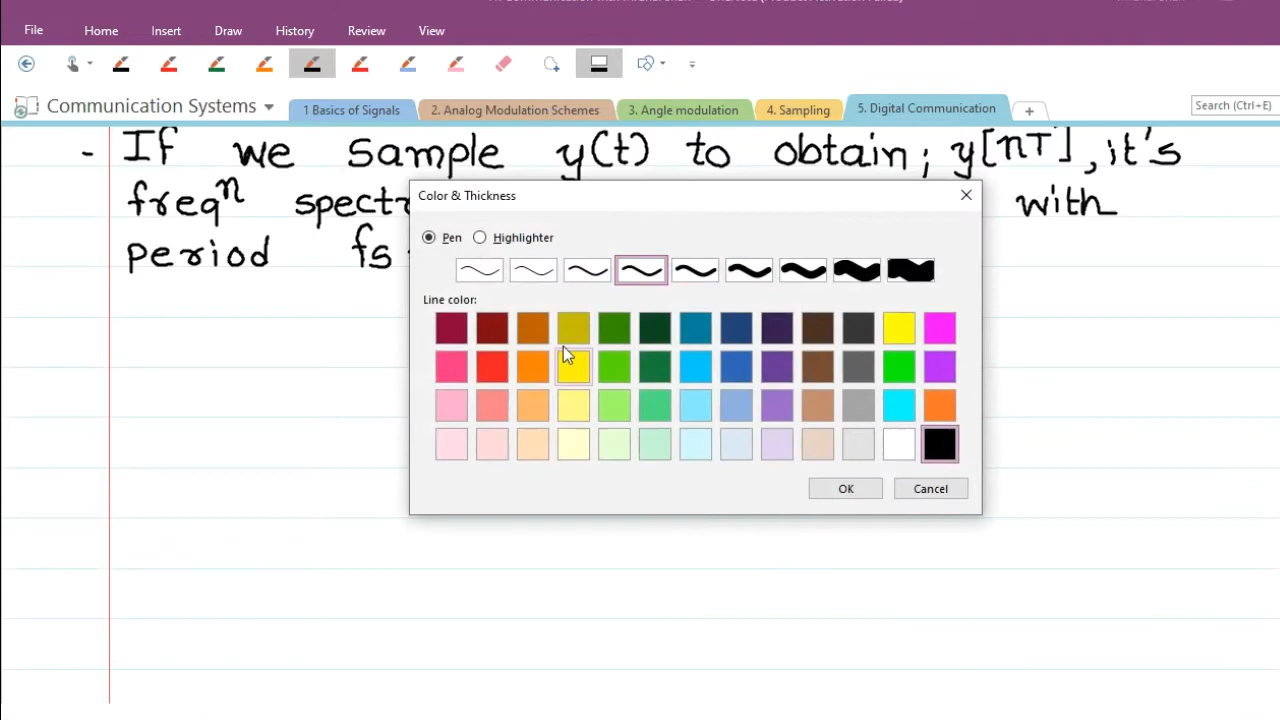 File Home Insert Draw History Review View
Communication Systems 1 Basics of Signals 2. Analog Modulation Schemes 3. Angle modulation 4. Sampling 5. Digital Communication Search (Ctrl+E)
- If we sample y(t) to obtain; y[nT], it's
freqⁿ with
period fs
Color & Thickness
Pen Highlighter
Line color:
OK Cancel